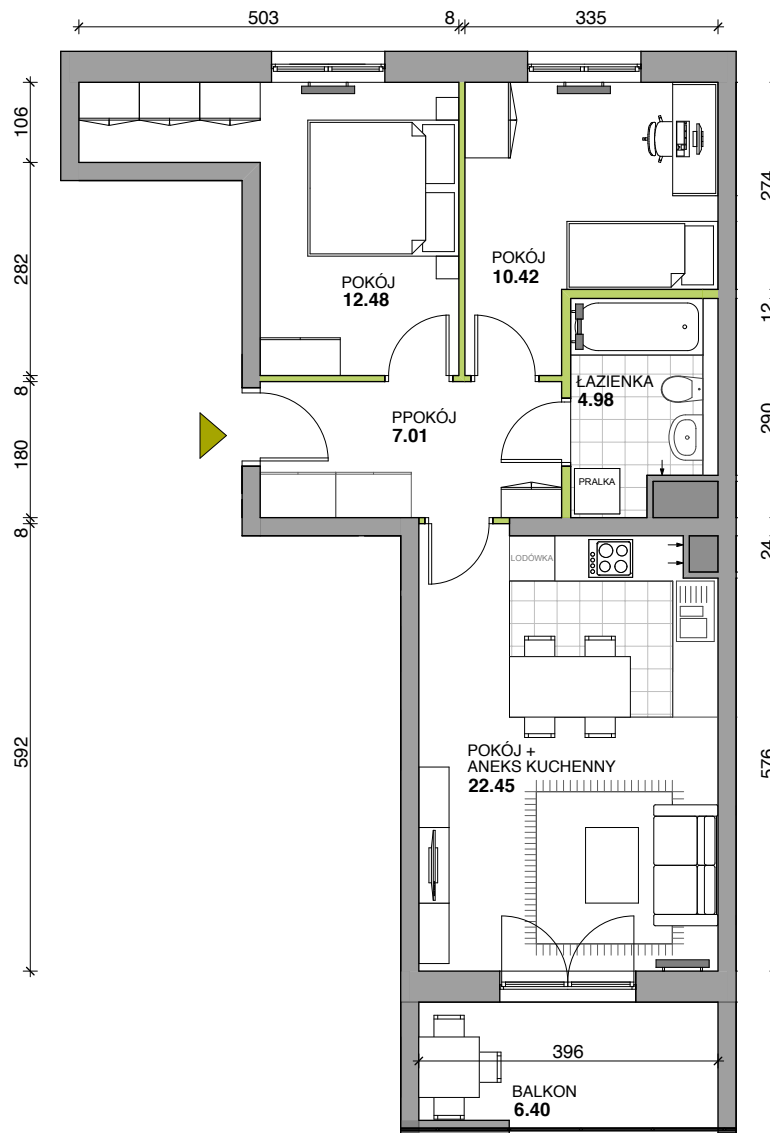 503
8
335
106
282
8
180
8
592
274
12
290
24
576
POKÓJ
12.48
POKÓJ
10.42
ŁAZIENKA
4.98
PPOKÓJ
7.01
PRALKA
LODÓWKA
POKÓJ +
ANEKS KUCHENNY
22.45
396
BALKON
6.40